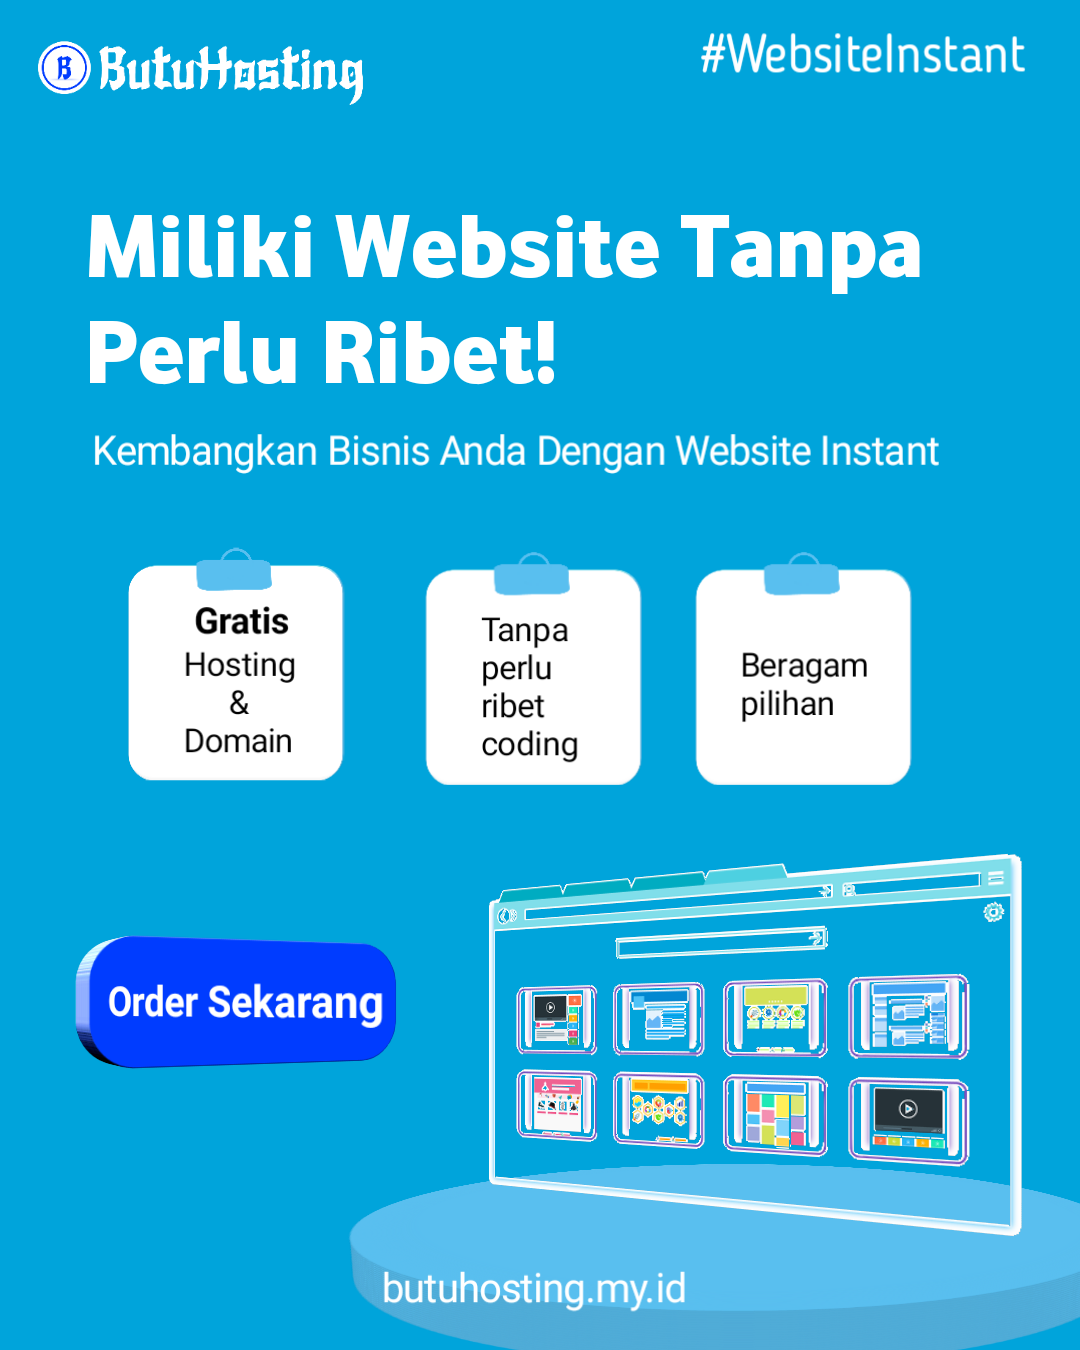 B ButuHosting
#WebsiteInstant
Miliki Website Tanpa
Perlu Ribet!
Kembangkan Bisnis Anda Dengan Website Instant
Gratis
Hosting
&
Domain
Tanpa
perlu
ribet
coding
Beragam
pilihan
Order Sekarang
butuhosting.my.id